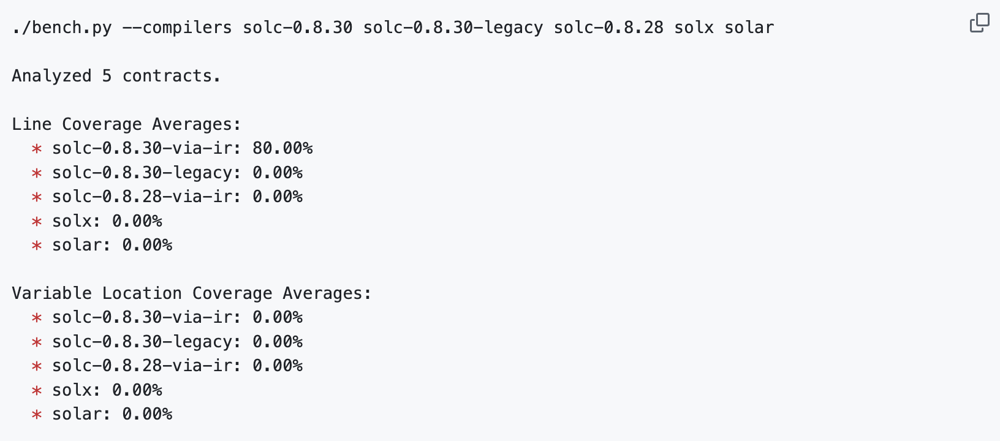 ./bench.py --compilers solc-0.8.30 solc-0.8.30-legacy solc-0.8.28 solx solar
Analyzed 5 contracts.
Line Coverage Averages:
* solc-0.8.30-via-ir: 80.00%
* solc-0.8.30-legacy: 0.00%
* solc-0.8.28-via-ir: 0.00%
* solx: 0.00%
* solar: 0.00%
Variable Location Coverage Averages:
* solc-0.8.30-via-ir: 0.00%
* solc-0.8.30-legacy: 0.00%
* solc-0.8.28-via-ir: 0.00%
* solx: 0.00%
* solar: 0.00%